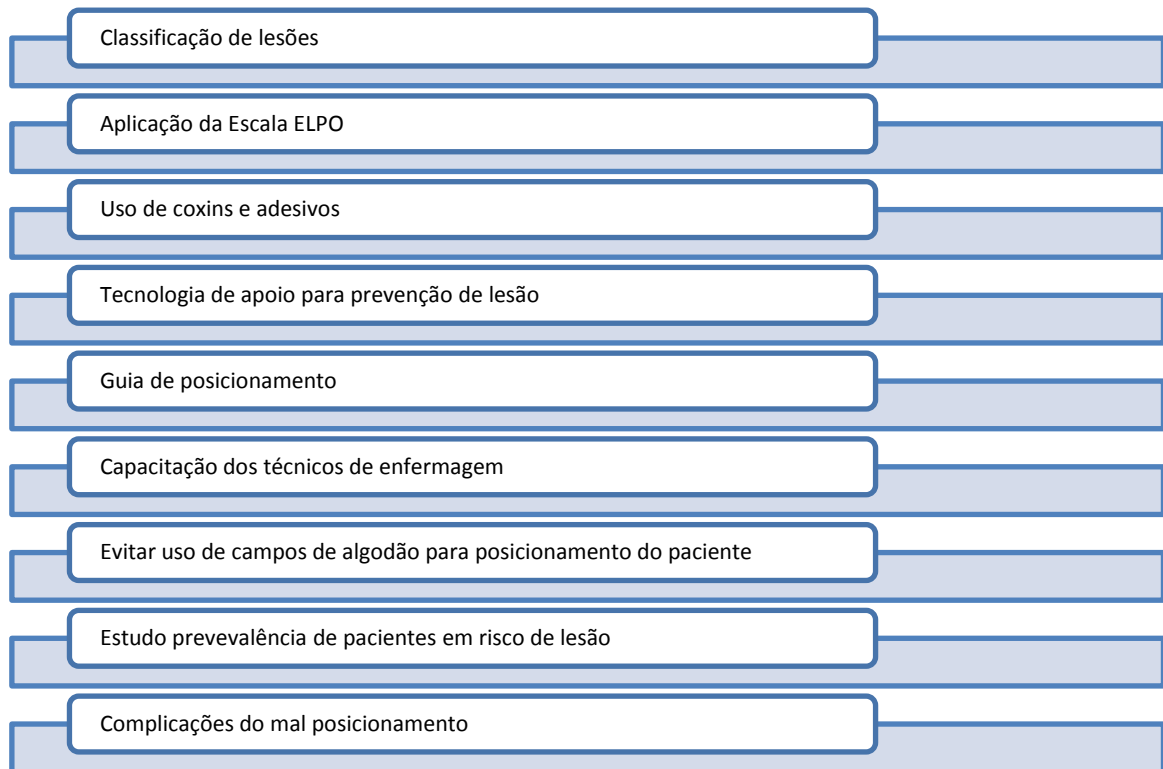 Classificação de lesões
Aplicação da Escala ELPO
Uso de coxins e adesivos
Tecnologia de apoio para prevenção de lesão
Guia de posicionamento
Capacitação dos técnicos de enfermagem
Evitar uso de campos de algodão para posicionamento do paciente
Estudo prevevalência de pacientes em risco de lesão
Complicações do mal posicionamento